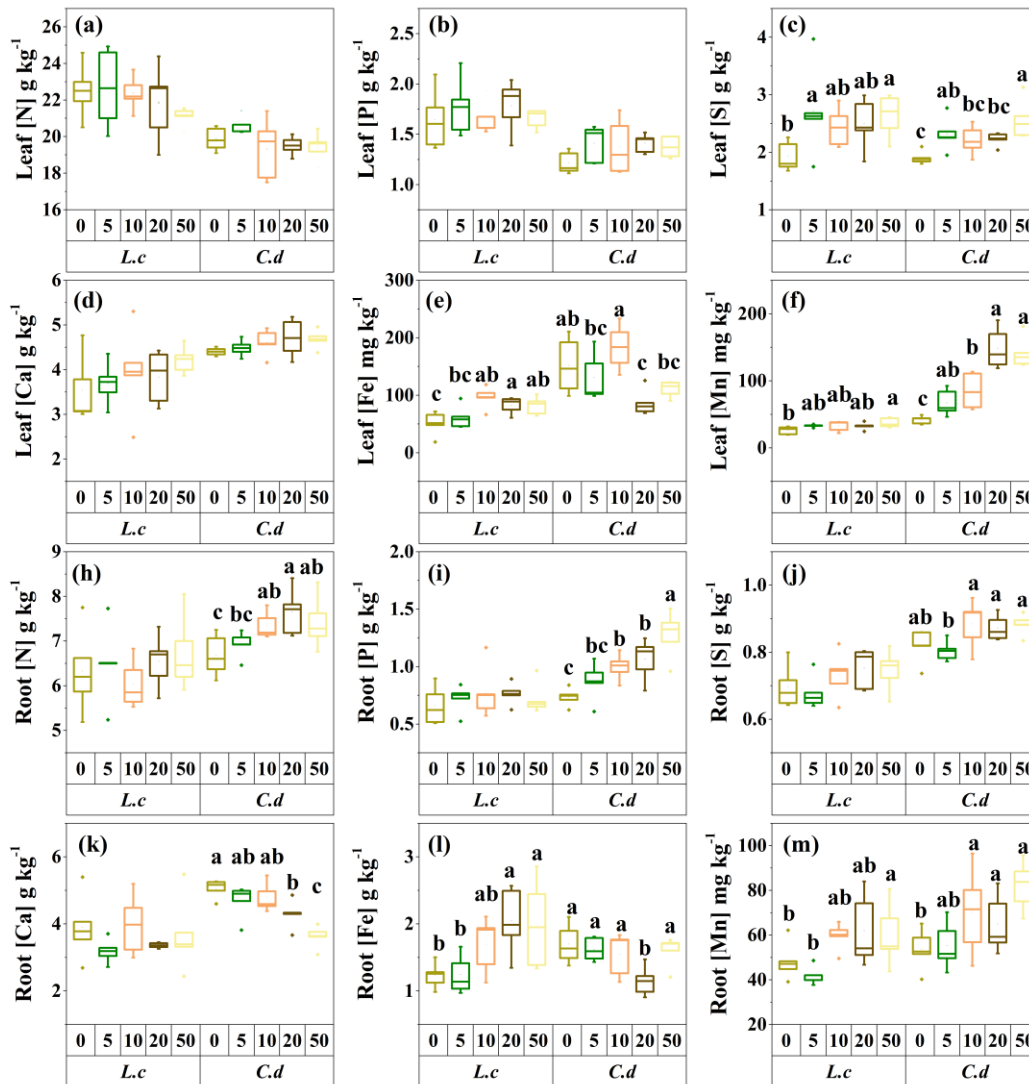 (a)
Leaf [N] g kg⁻¹
26
24
22
20
18
16
0 5 10 20 50 0 5 10 20 50
L.c C.d
(b)
Leaf [P] g kg⁻¹
2.5
2.0
1.5
1.0
0 5 10 20 50 0 5 10 20 50
L.c C.d
(c)
Leaf [S] g kg⁻¹
4
3
2
1
b a ab ab a c ab bc bc a
0 5 10 20 50 0 5 10 20 50
L.c C.d
(d)
Leaf [Ca] g kg⁻¹
6
5
4
3
2
0 5 10 20 50 0 5 10 20 50
L.c C.d
(e)
Leaf [Fe] mg kg⁻¹
300
200
100
0
c bc ab a ab ab bc a c bc
0 5 10 20 50 0 5 10 20 50
L.c C.d
(f)
Leaf [Mn] mg kg⁻¹
200
100
0
b ab ab ab a c b a a
0 5 10 20 50 0 5 10 20 50
L.c C.d
(h)
Root [N] g kg⁻¹
9
8
7
6
5
c bc ab a ab
0 5 10 20 50 0 5 10 20 50
L.c C.d
(i)
Root [P] g kg⁻¹
2.0
1.5
1.0
0.5
c bc b b a
0 5 10 20 50 0 5 10 20 50
L.c C.d
(j)
Root [S] g kg⁻¹
1.0
0.8
0.6
ab b a a a
0 5 10 20 50 0 5 10 20 50
L.c C.d
(k)
Root [Ca] g kg⁻¹
6
4
2
a ab ab b c
0 5 10 20 50 0 5 10 20 50
L.c C.d
(l)
Root [Fe] g kg⁻¹
3
2
1
b b ab a a a a a b a
0 5 10 20 50 0 5 10 20 50
L.c C.d
(m)
Root [Mn] mg kg⁻¹
100
80
60
40
20
b b ab a a b ab a a a
0 5 10 20 50 0 5 10 20 50
L.c C.d